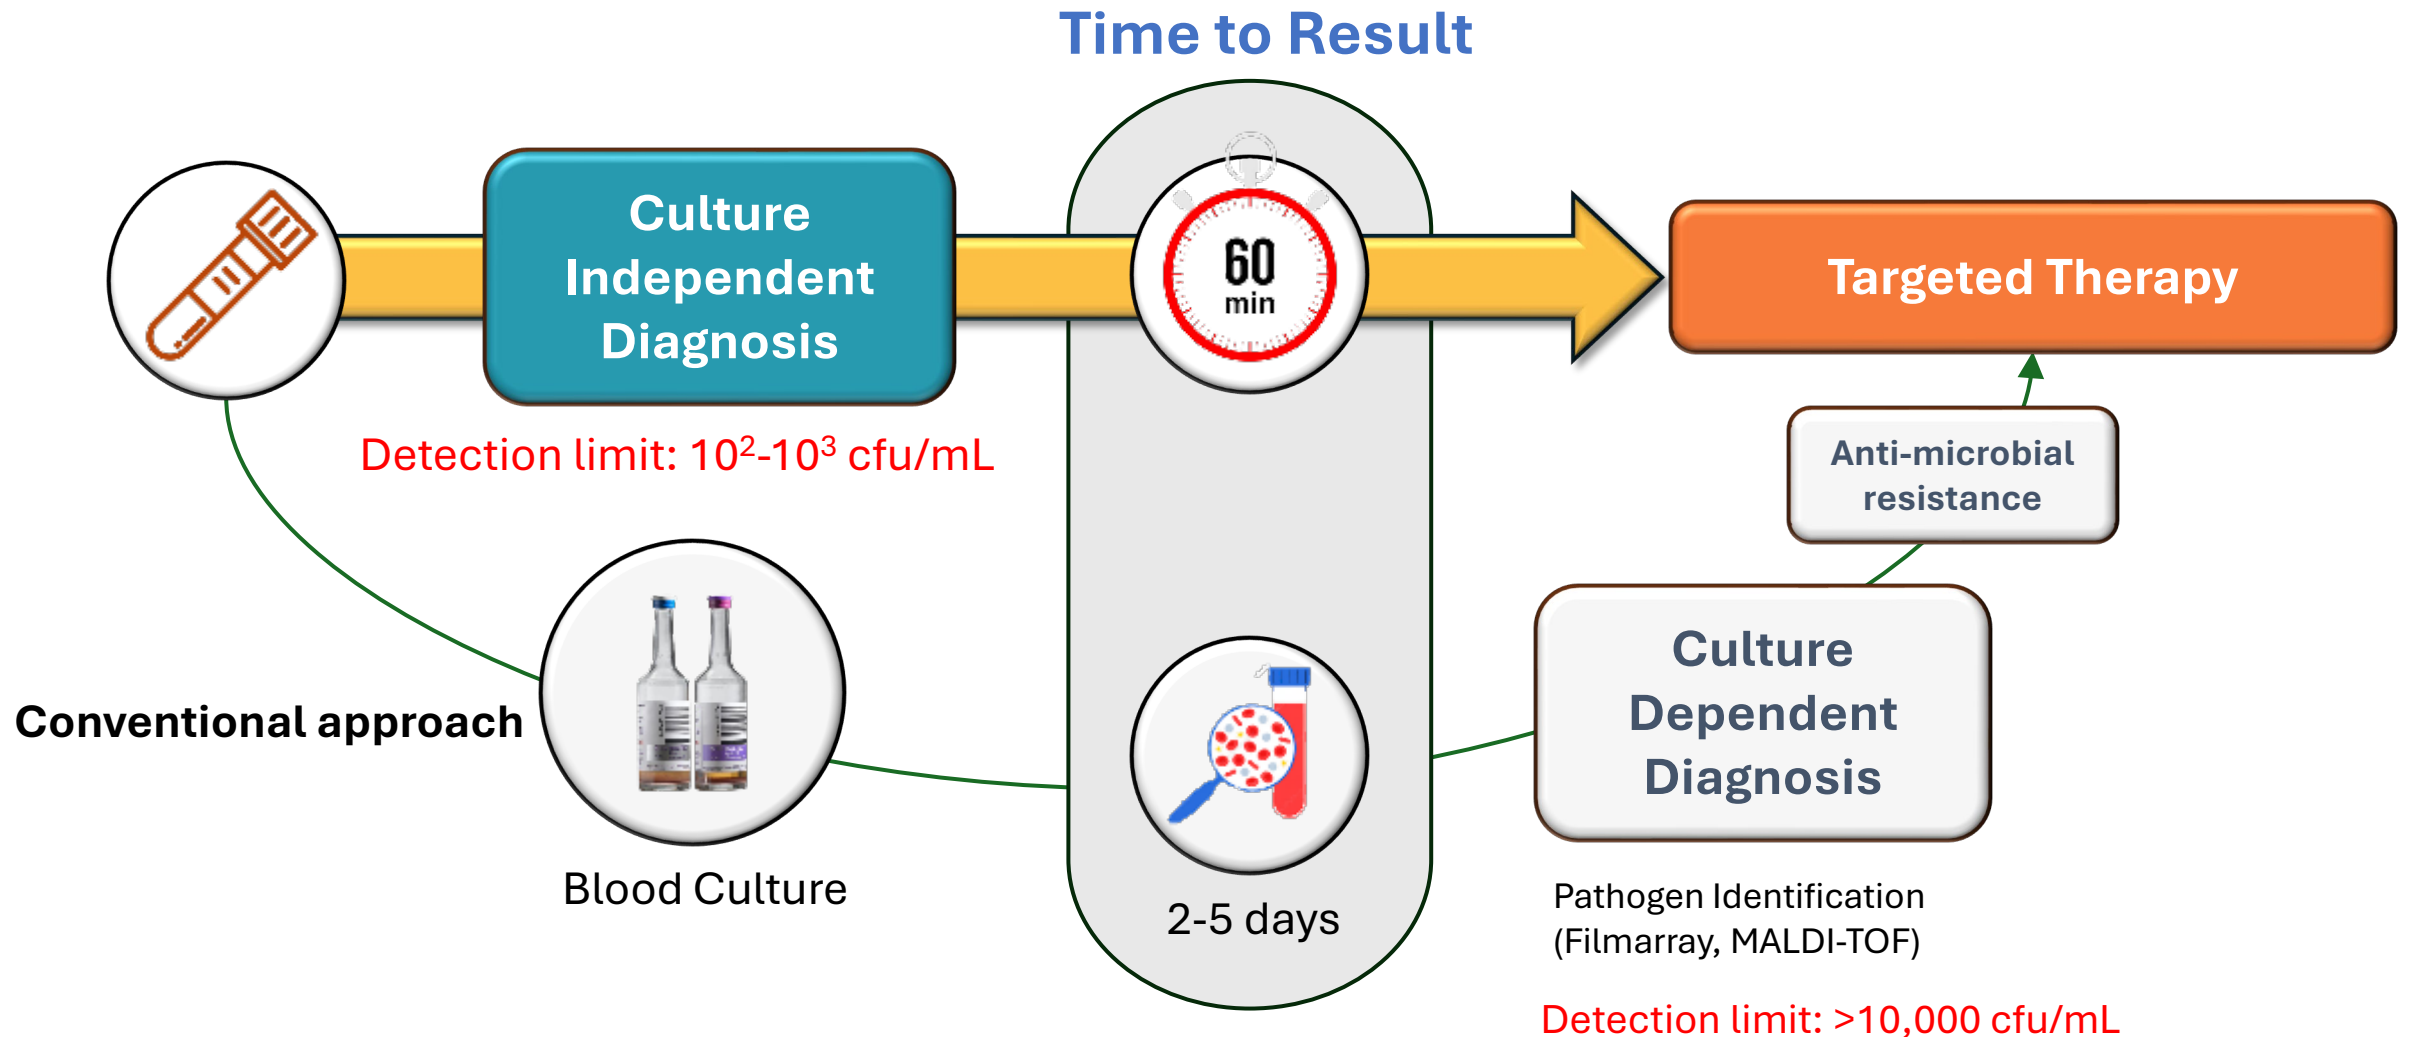 Time to Result
Culture
Independent
Diagnosis
60
min
Targeted Therapy
Detection limit: 10²-10³ cfu/mL
Anti-microbial
resistance
Conventional approach
Blood Culture
2-5 days
Culture
Dependent
Diagnosis
Pathogen Identification
(Filmarray, MALDI-TOF)
Detection limit: >10,000 cfu/mL